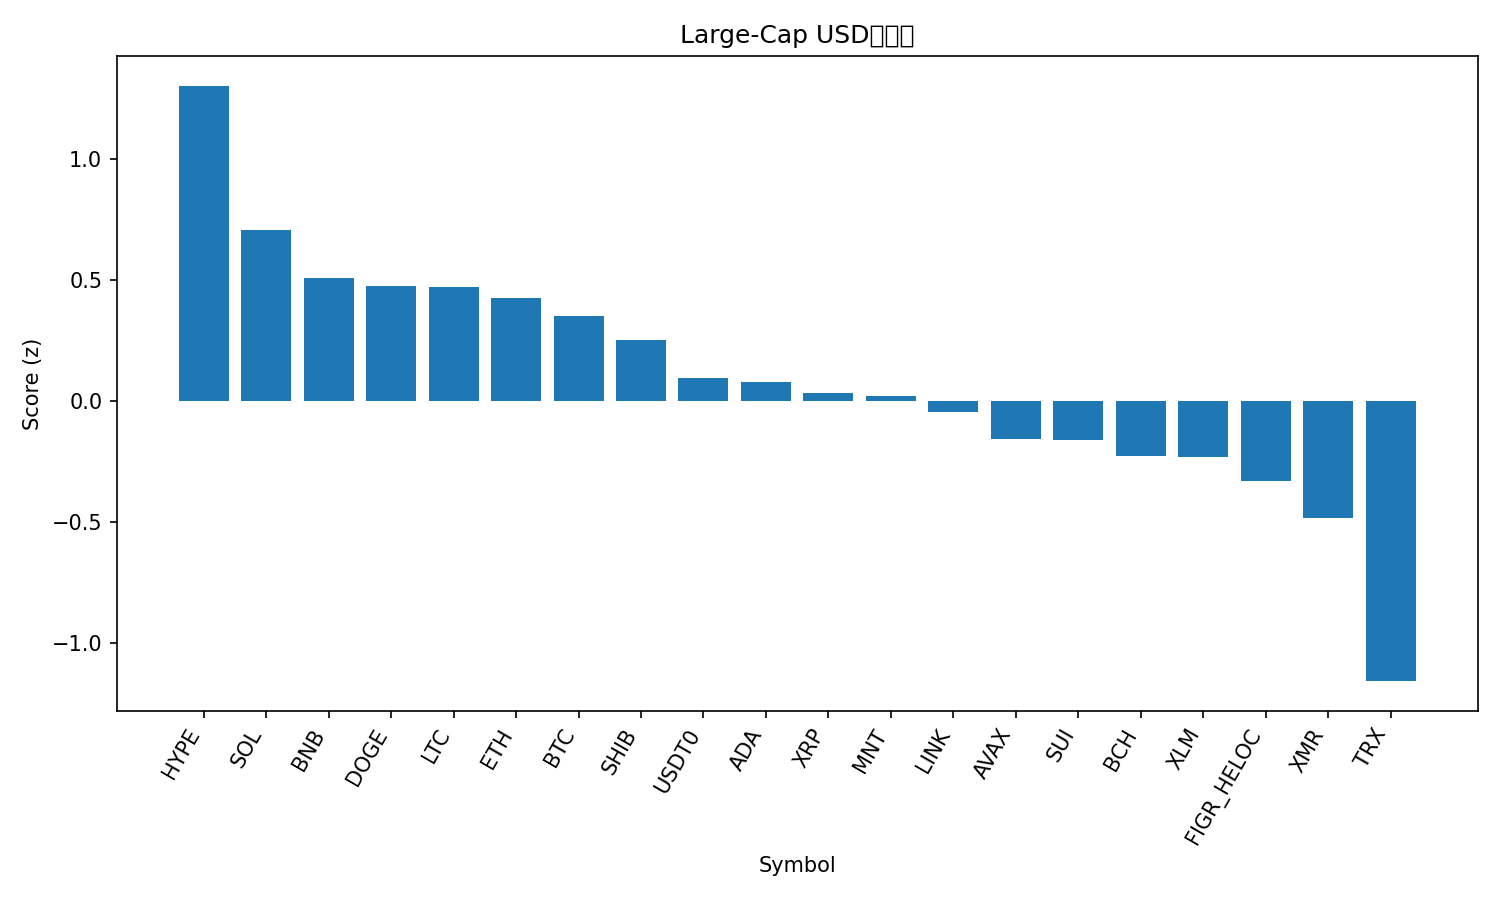 Large-Cap USD
1.0
0.5
0.0
−0.5
−1.0
Score (z)
HYPE
SOL
BNB
DOGE
LTC
ETH
BTC
SHIB
USDT0
ADA
XRP
MNT
LINK
AVAX
SUI
BCH
XLM
FIGR_HELOC
XMR
TRX
Symbol